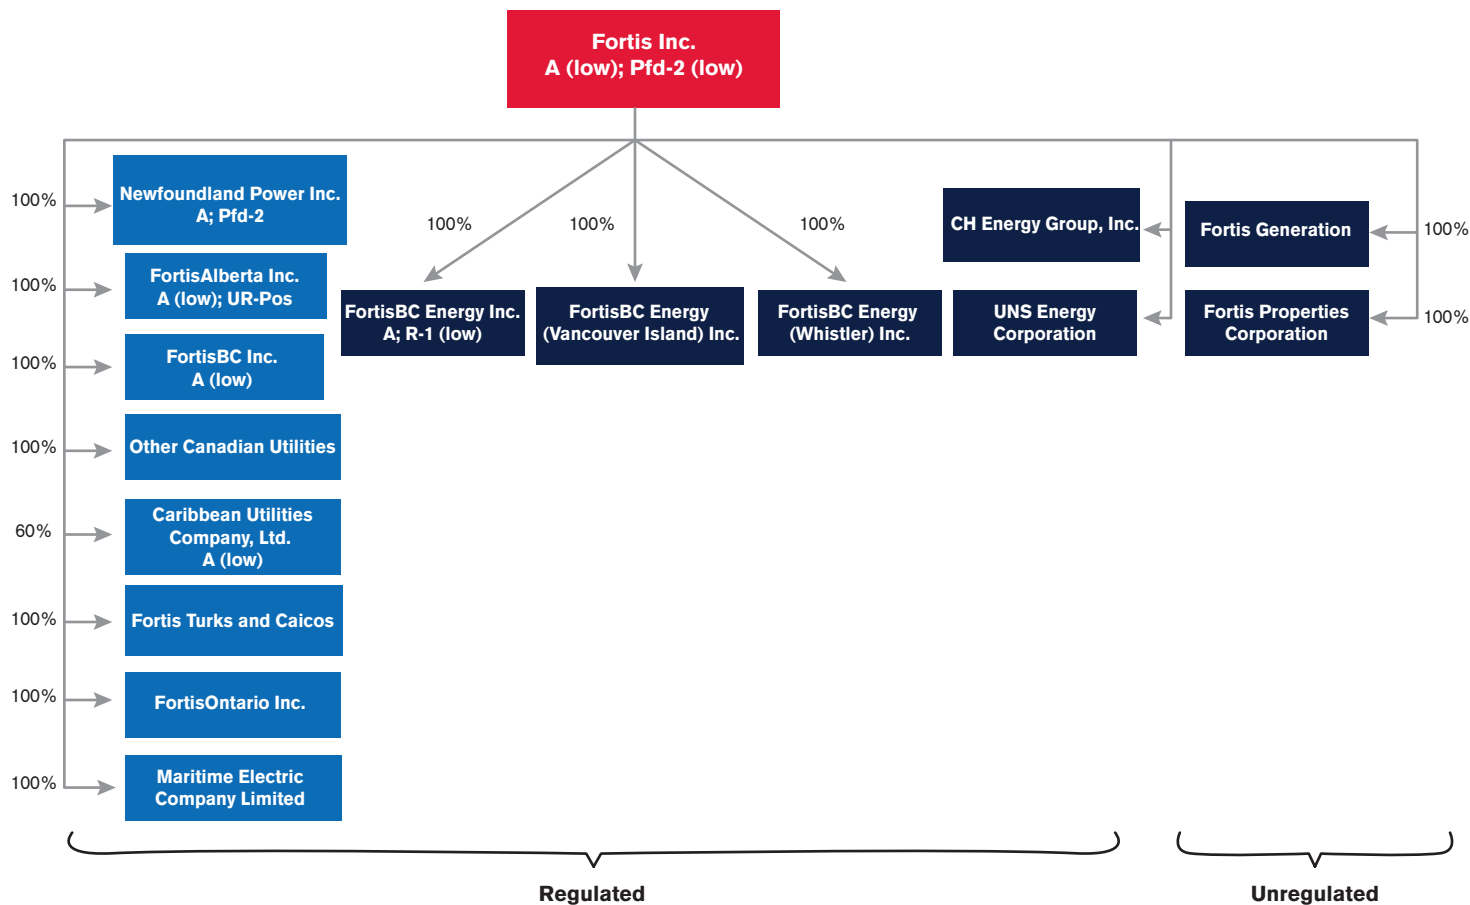 Fortis Inc.
A (low); Pfd-2 (low)
100%
Newfoundland Power Inc.
A; Pfd-2
100%
FortisAlberta Inc.
A (low); UR-Pos
100%
FortisBC Inc.
A (low)
100%
Other Canadian Utilities
60%
Caribbean Utilities
Company, Ltd.
A (low)
100%
Fortis Turks and Caicos
100%
FortisOntario Inc.
100%
Maritime Electric
Company Limited
100%
FortisBC Energy Inc.
A; R-1 (low)
100%
FortisBC Energy
(Vancouver Island) Inc.
100%
FortisBC Energy
(Whistler) Inc.
CH Energy Group, Inc.
UNS Energy
Corporation
Fortis Generation
100%
Fortis Properties
Corporation
100%
Regulated
Unregulated